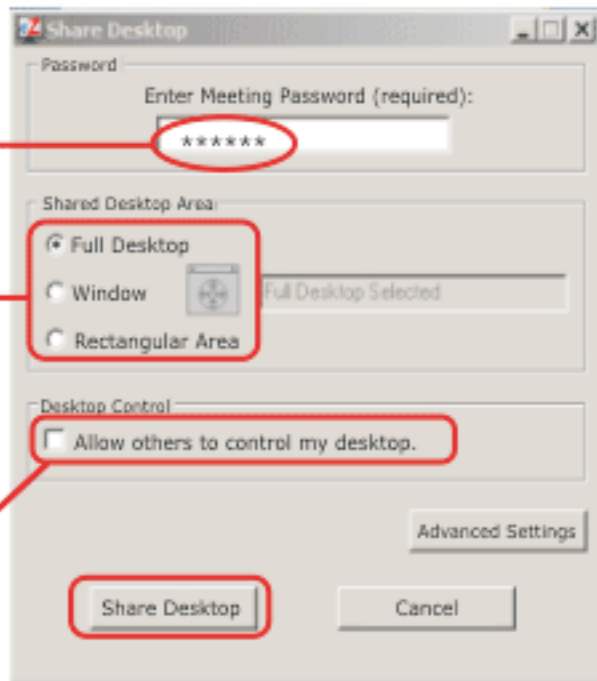 Share Desktop
Password
Enter Meeting Password (required):
******
Shared Desktop Area:
Full Desktop
Window
Full Desktop Selected
Rectangular Area
Desktop Control
Allow others to control my desktop.
Advanced Settings
Share Desktop
Cancel